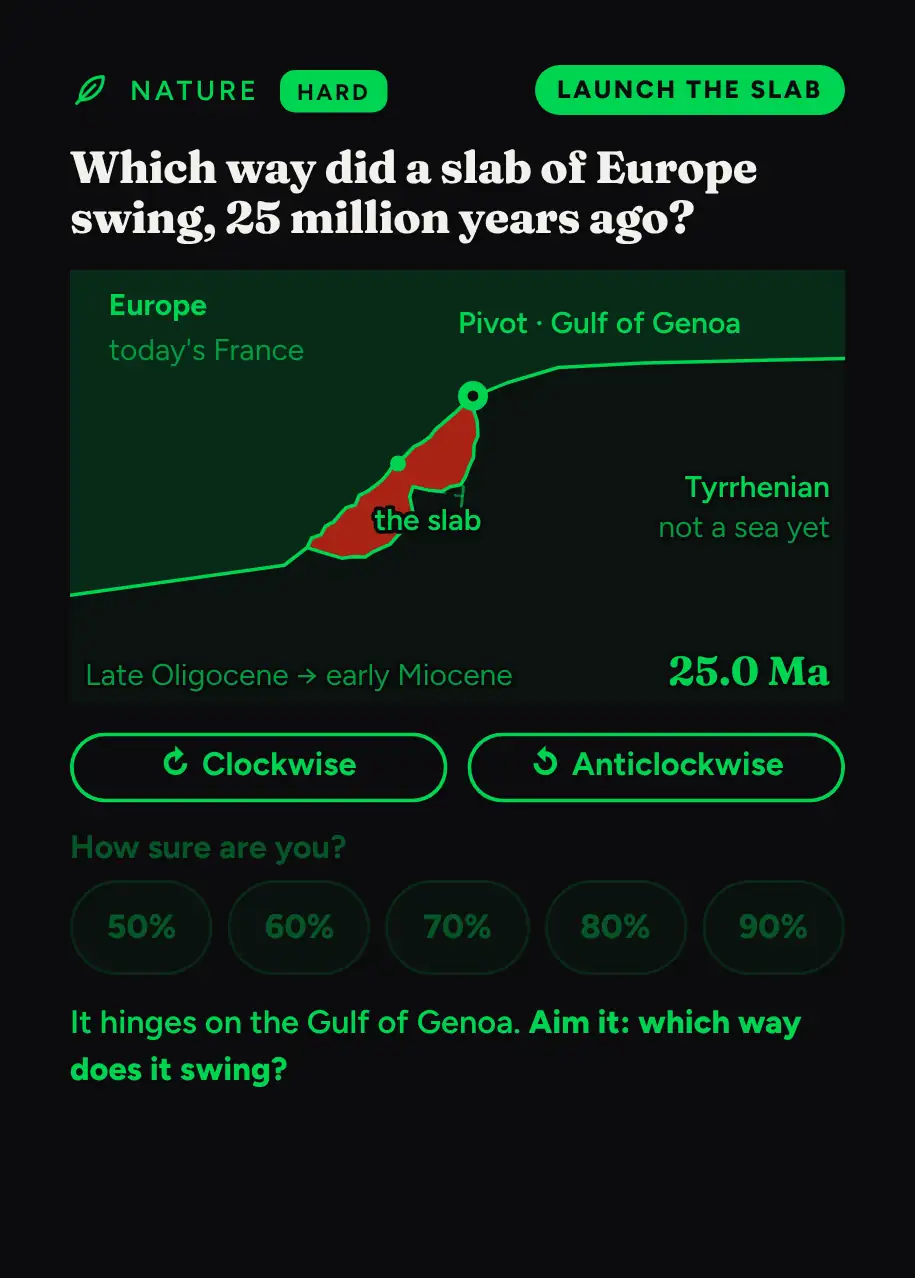 NATURE HARD LAUNCH THE SLAB
Which way did a slab of Europe
swing, 25 million years ago?
Europe
today's France
Pivot · Gulf of Genoa
the slab
Tyrrhenian
not a sea yet
Late Oligocene → early Miocene
25.0 Ma
↻ Clockwise
↺ Anticlockwise
How sure are you?
50% 60% 70% 80% 90%
It hinges on the Gulf of Genoa. Aim it: which way
does it swing?